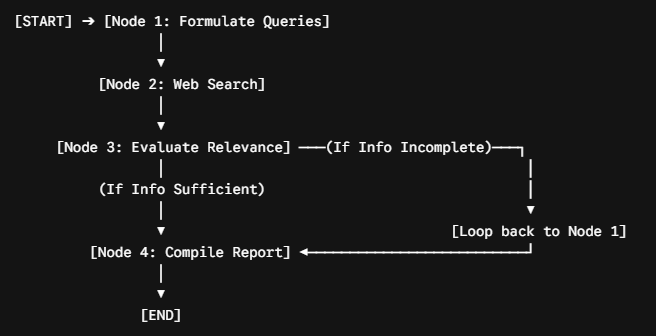 [START] → [Node 1: Formulate Queries]
[Node 2: Web Search]
[Node 3: Evaluate Relevance] ───(If Info Incomplete)───┐
(If Info Sufficient)
[Loop back to Node 1]
[Node 4: Compile Report]
[END]